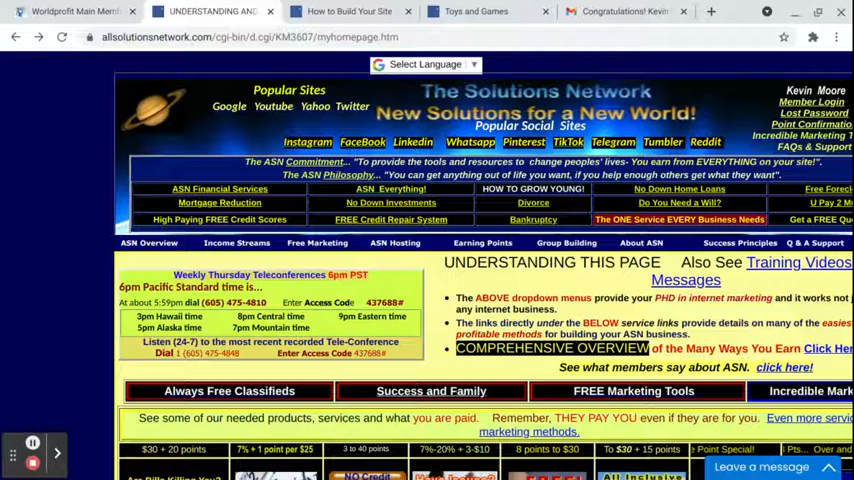 Worldprofit Main Memb
UNDERSTANDING AND
How to Build Your Site
Toys and Games
Congratulations! Kevin
allsolutionsnetwork.com/cgi-bin/d.cgi/KM3607/myhomepage.htm
Select Language
Popular Sites
Google Youtube Yahoo Twitter
The Solutions Network
New Solutions for a New World!
Popular Social Sites
Kevin Moore
Member Login
Lost Password
Point Confirmatio
Incredible Marketing T
FAQs & Support
Instagram FaceBook Linkedin Whatsapp Pinterest TikTok Telegram Tumbler Reddit
The ASN Commitment... "To provide the tools and resources to change peoples' lives- You earn from EVERYTHING on your site!".
The ASN Philosophy... "You can get anything out of life you want, if you help enough others get what they want".
ASN Financial Services ASN Everything! HOW TO GROW YOUNG! No Down Home Loans Free Forecl
Mortgage Reduction No Down Investments Divorce Do You Need a Will? U Pay 2 M
High Paying FREE Credit Scores FREE Credit Repair System Bankruptcy The ONE Service EVERY Business Needs Get a FREE Qu
ASN Overview Income Streams Free Marketing ASN Hosting Earning Points Group Building About ASN Success Principles Q & A Support
Weekly Thursday Teleconferences 6pm PST
6pm Pacific Standard time is...
At about 5:59pm dial (605) 475-4810 Enter Access Code 437688#
3pm Hawaii time 8pm Central time 9pm Eastern time
5pm Alaska time 7pm Mountain time
Listen (24-7) to the most recent recorded Tele-Conference
Dial 1 (605) 475-4848 Enter Access Code 437688#
UNDERSTANDING THIS PAGE Also See Training Videos
Messages
The ABOVE dropdown menus provide your PHD in internet marketing and it works not j
any internet business.
The links directly under the BELOW service links provide details on many of the easies
profitable methods for building your ASN business.
COMPREHENSIVE OVERVIEW of the Many Ways You Earn Click Her
See what members say about ASN. click here!
Always Free Classifieds Success and Family FREE Marketing Tools Incredible Mark
See some of our needed products, services and what you are paid. Remember, THEY PAY YOU even if they are for you. Even more servic
marketing methods.
$30 + 20 points 7% + 1 point per $25 3 to 40 points 7%-20% + 3-$10 8 points to $30 To $30 + 15 points e Point Special! Pts... Over and
Are Bills Killing You? NO Credit Have Issues? FREE! All Inclusive
Leave a message